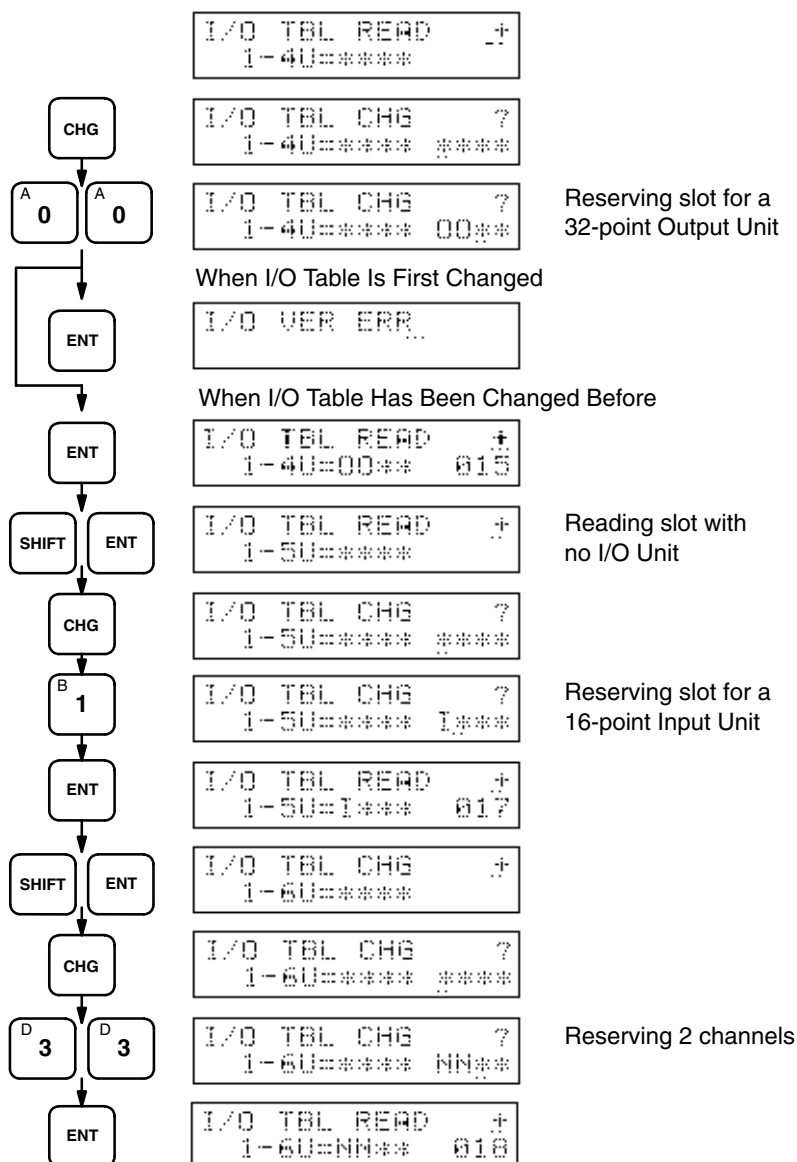 I/O TBL READ +
1-4U=****
CHG
I/O TBL CHG ?
1-4U=**** ****
A 0 A 0
I/O TBL CHG ?
1-4U=**** OO**
Reserving slot for a
32-point Output Unit
When I/O Table Is First Changed
ENT
I/O VER ERR
When I/O Table Has Been Changed Before
ENT
I/O TBL READ +
1-4U=OO** 015
SHIFT ENT
I/O TBL READ +
1-5U=****
Reading slot with
no I/O Unit
CHG
I/O TBL CHG ?
1-5U=**** ****
B 1
I/O TBL CHG ?
1-5U=**** I***
Reserving slot for a
16-point Input Unit
ENT
I/O TBL READ +
1-5U=I*** 017
SHIFT ENT
I/O TBL CHG +
1-6U=****
CHG
I/O TBL CHG ?
1-6U=**** ****
D 3 D 3
I/O TBL CHG ?
1-6U=**** NN**
Reserving 2 channels
ENT
I/O TBL READ +
1-6U=NN** 018